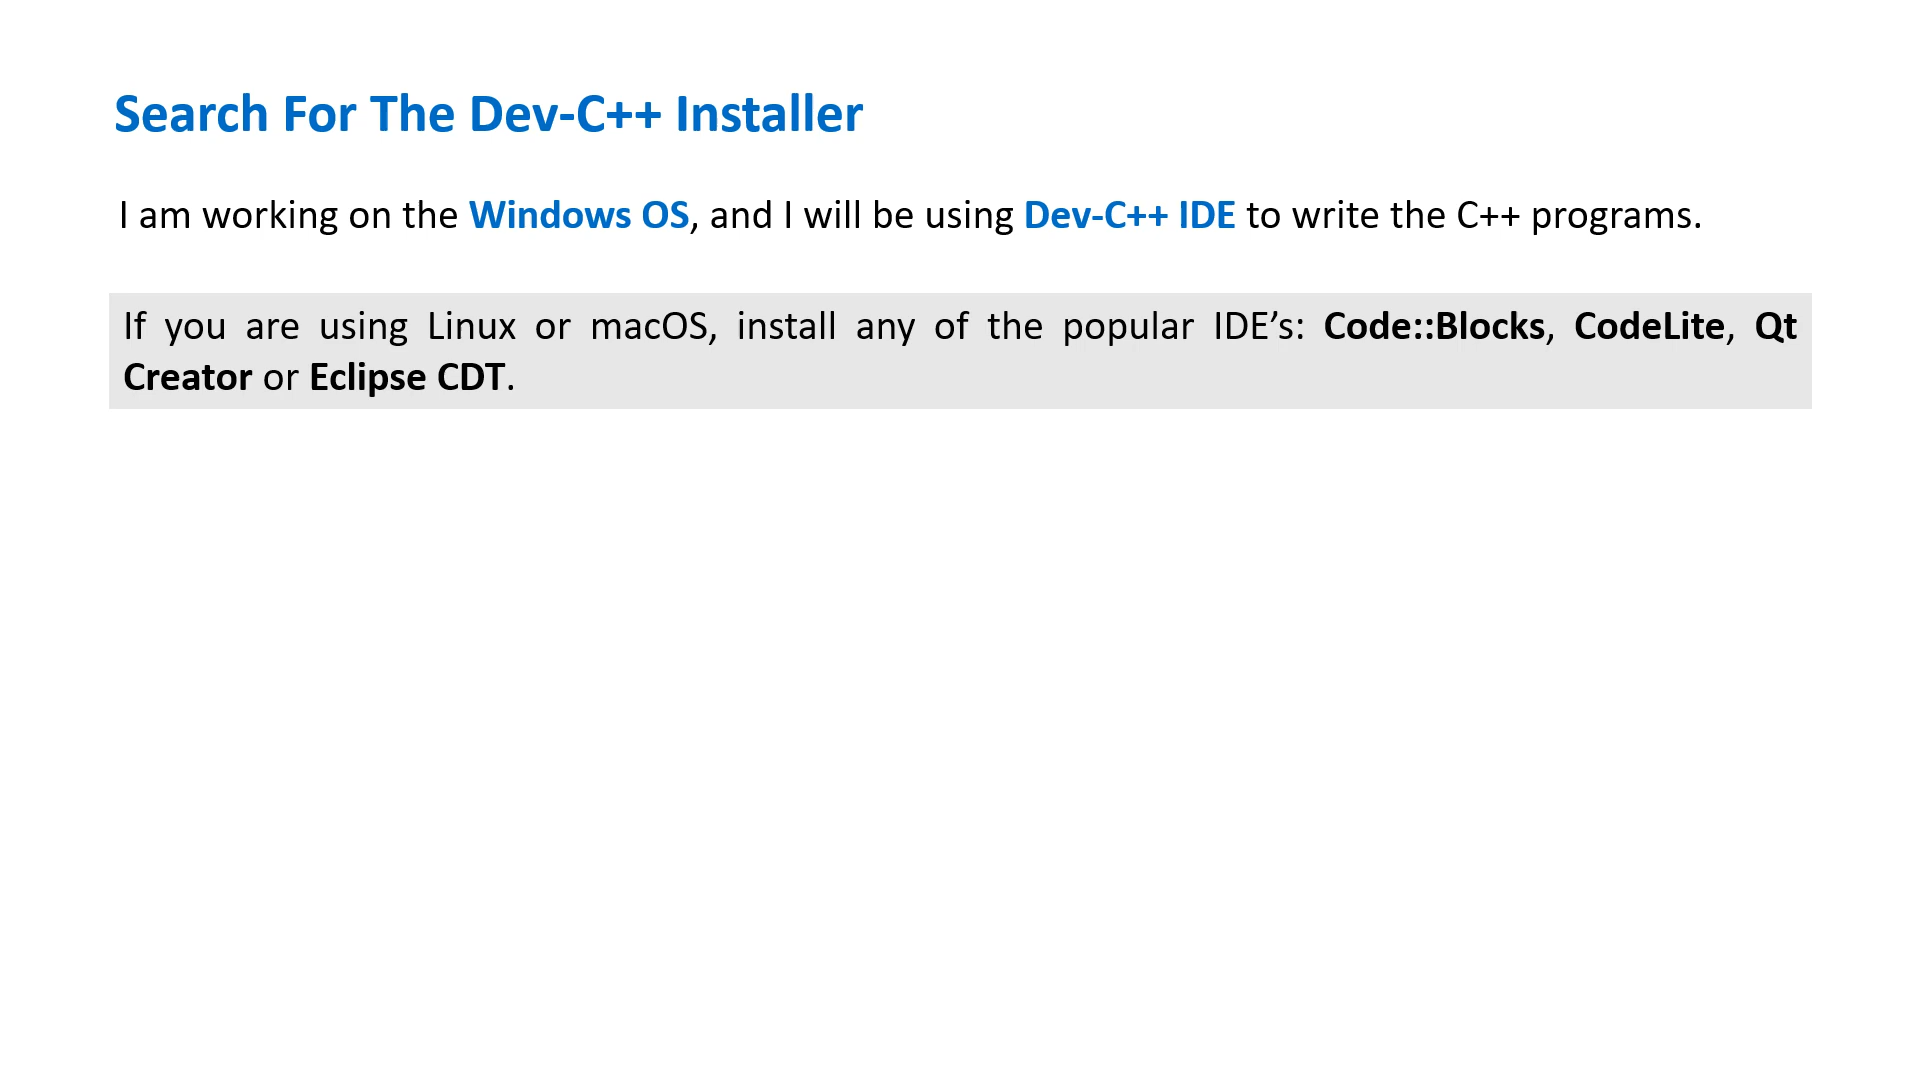 Search For The Dev-C++ Installer
I am working on the Windows OS, and I will be using Dev-C++ IDE to write the C++ programs.
If you are using Linux or macOS, install any of the popular IDE’s: Code::Blocks, CodeLite, Qt
Creator or Eclipse CDT.